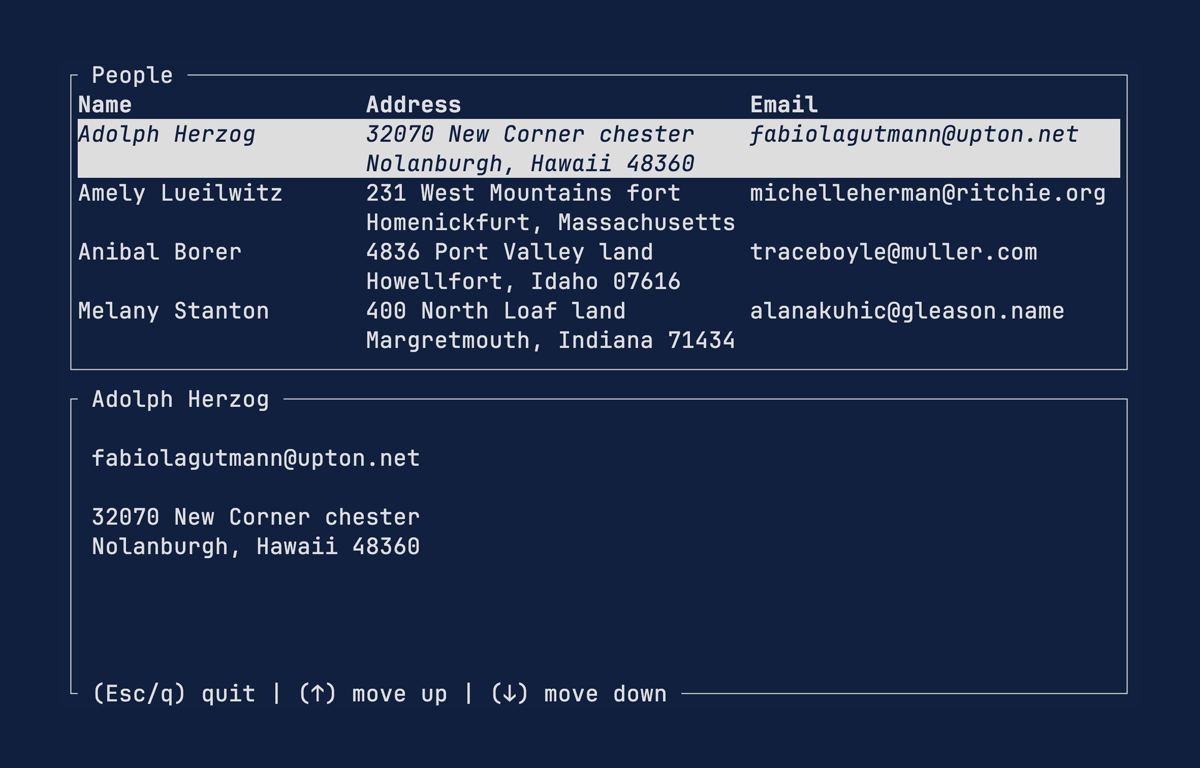 People
Name Address Email
Adolph Herzog 32070 New Corner chester fabiolagutmann@upton.net
Nolanburgh, Hawaii 48360
Amely Lueilwitz 231 West Mountains fort michelleherman@ritchie.org
Homenickfurt, Massachusetts
Anibal Borer 4836 Port Valley land traceboyle@muller.com
Howellfort, Idaho 07616
Melany Stanton 400 North Loaf land alanakuhic@gleason.name
Margretmouth, Indiana 71434
Adolph Herzog
fabiolagutmann@upton.net
32070 New Corner chester
Nolanburgh, Hawaii 48360
(Esc/q) quit | (↑) move up | (↓) move down